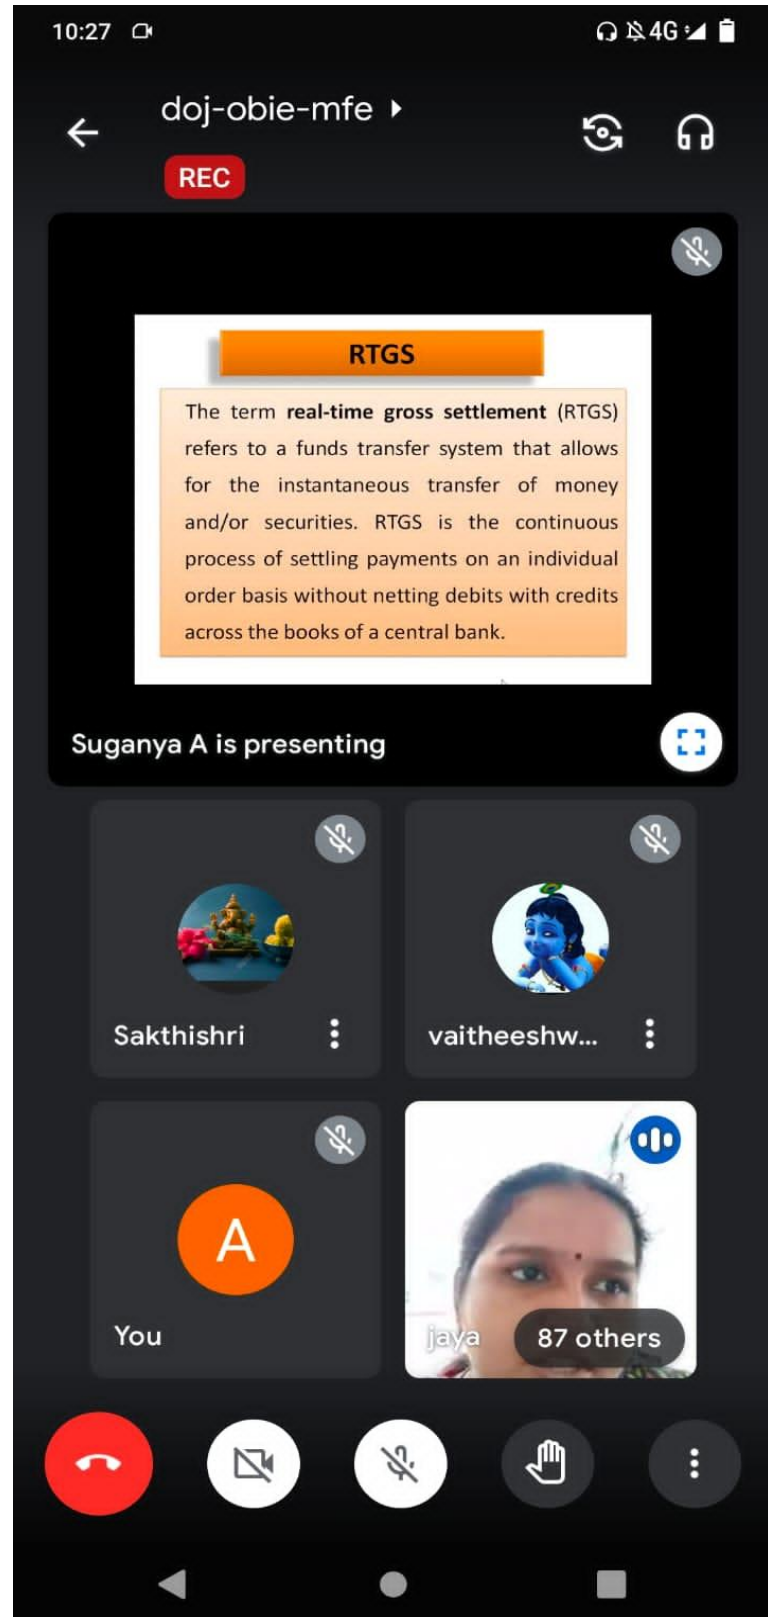 10:27
4G
doj-obie-mfe
REC
RTGS
The term real-time gross settlement (RTGS)
refers to a funds transfer system that allows
for the instantaneous transfer of money
and/or securities. RTGS is the continuous
process of settling payments on an individual
order basis without netting debits with credits
across the books of a central bank.
Suganya A is presenting
Sakthishri
vaitheeshw...
A
You
jaya
87 others